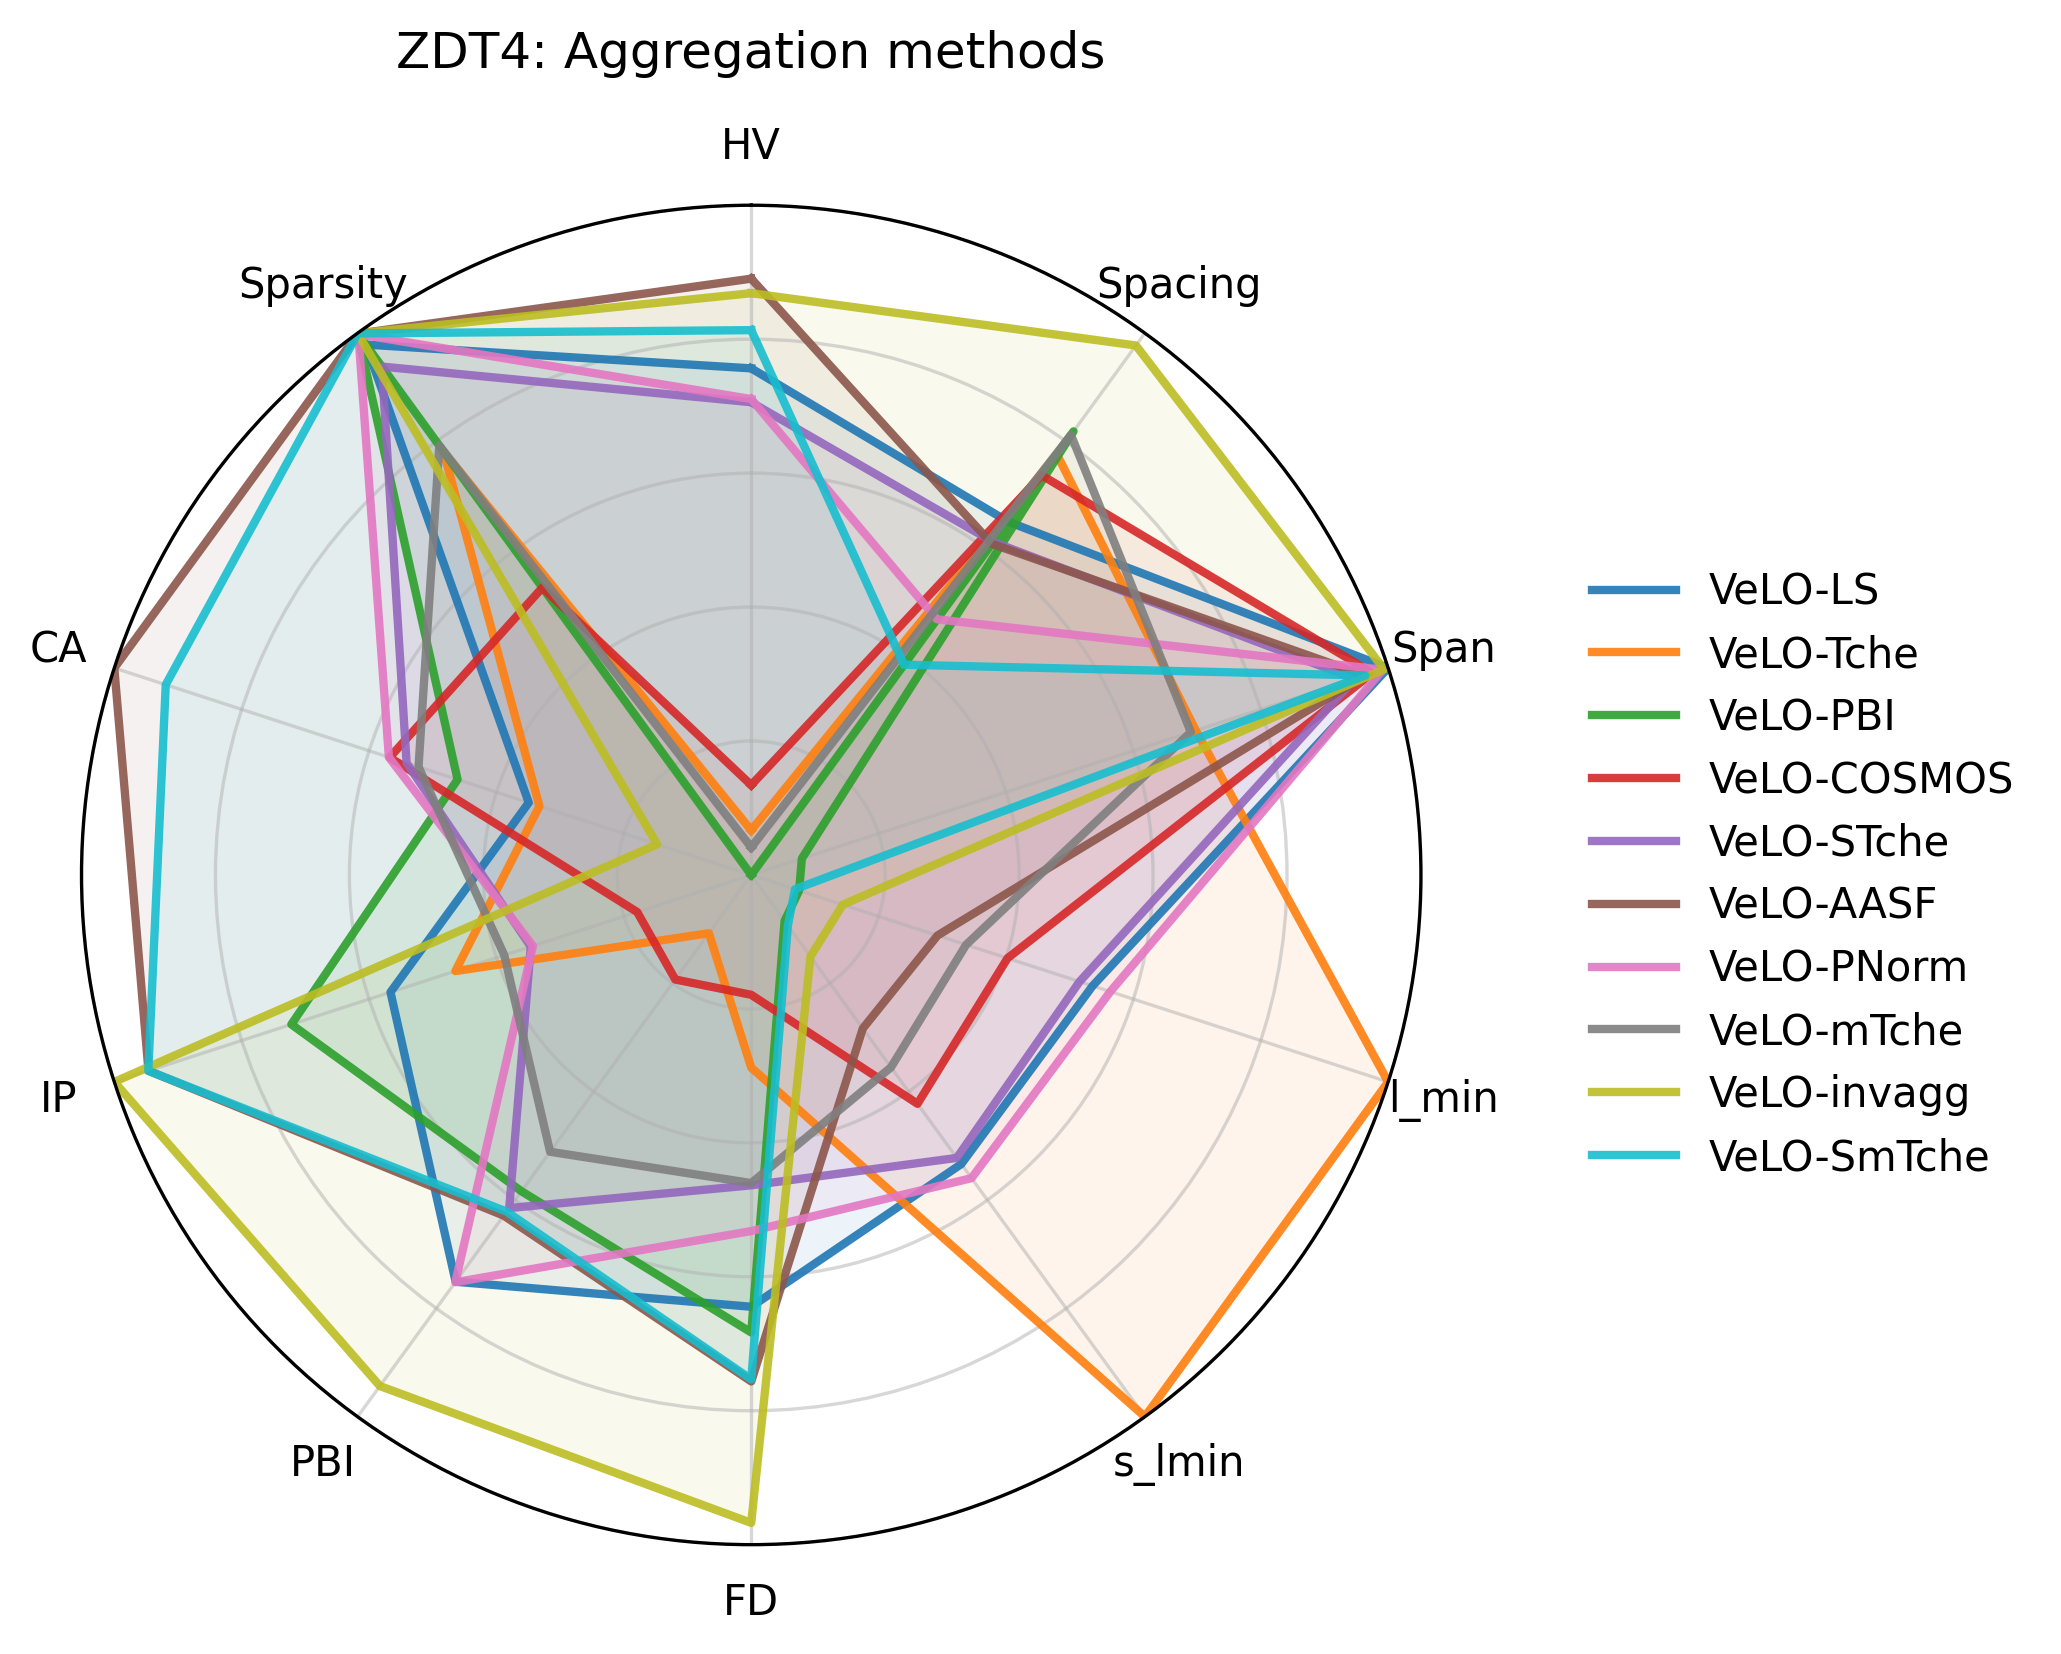 ZDT4: Aggregation methods
HV
Sparsity
Spacing
CA
Span
IP
l_min
PBI
s_lmin
FD
VeLO-LS
VeLO-Tche
VeLO-PBI
VeLO-COSMOS
VeLO-STche
VeLO-AASF
VeLO-PNorm
VeLO-mTche
VeLO-invagg
VeLO-SmTche